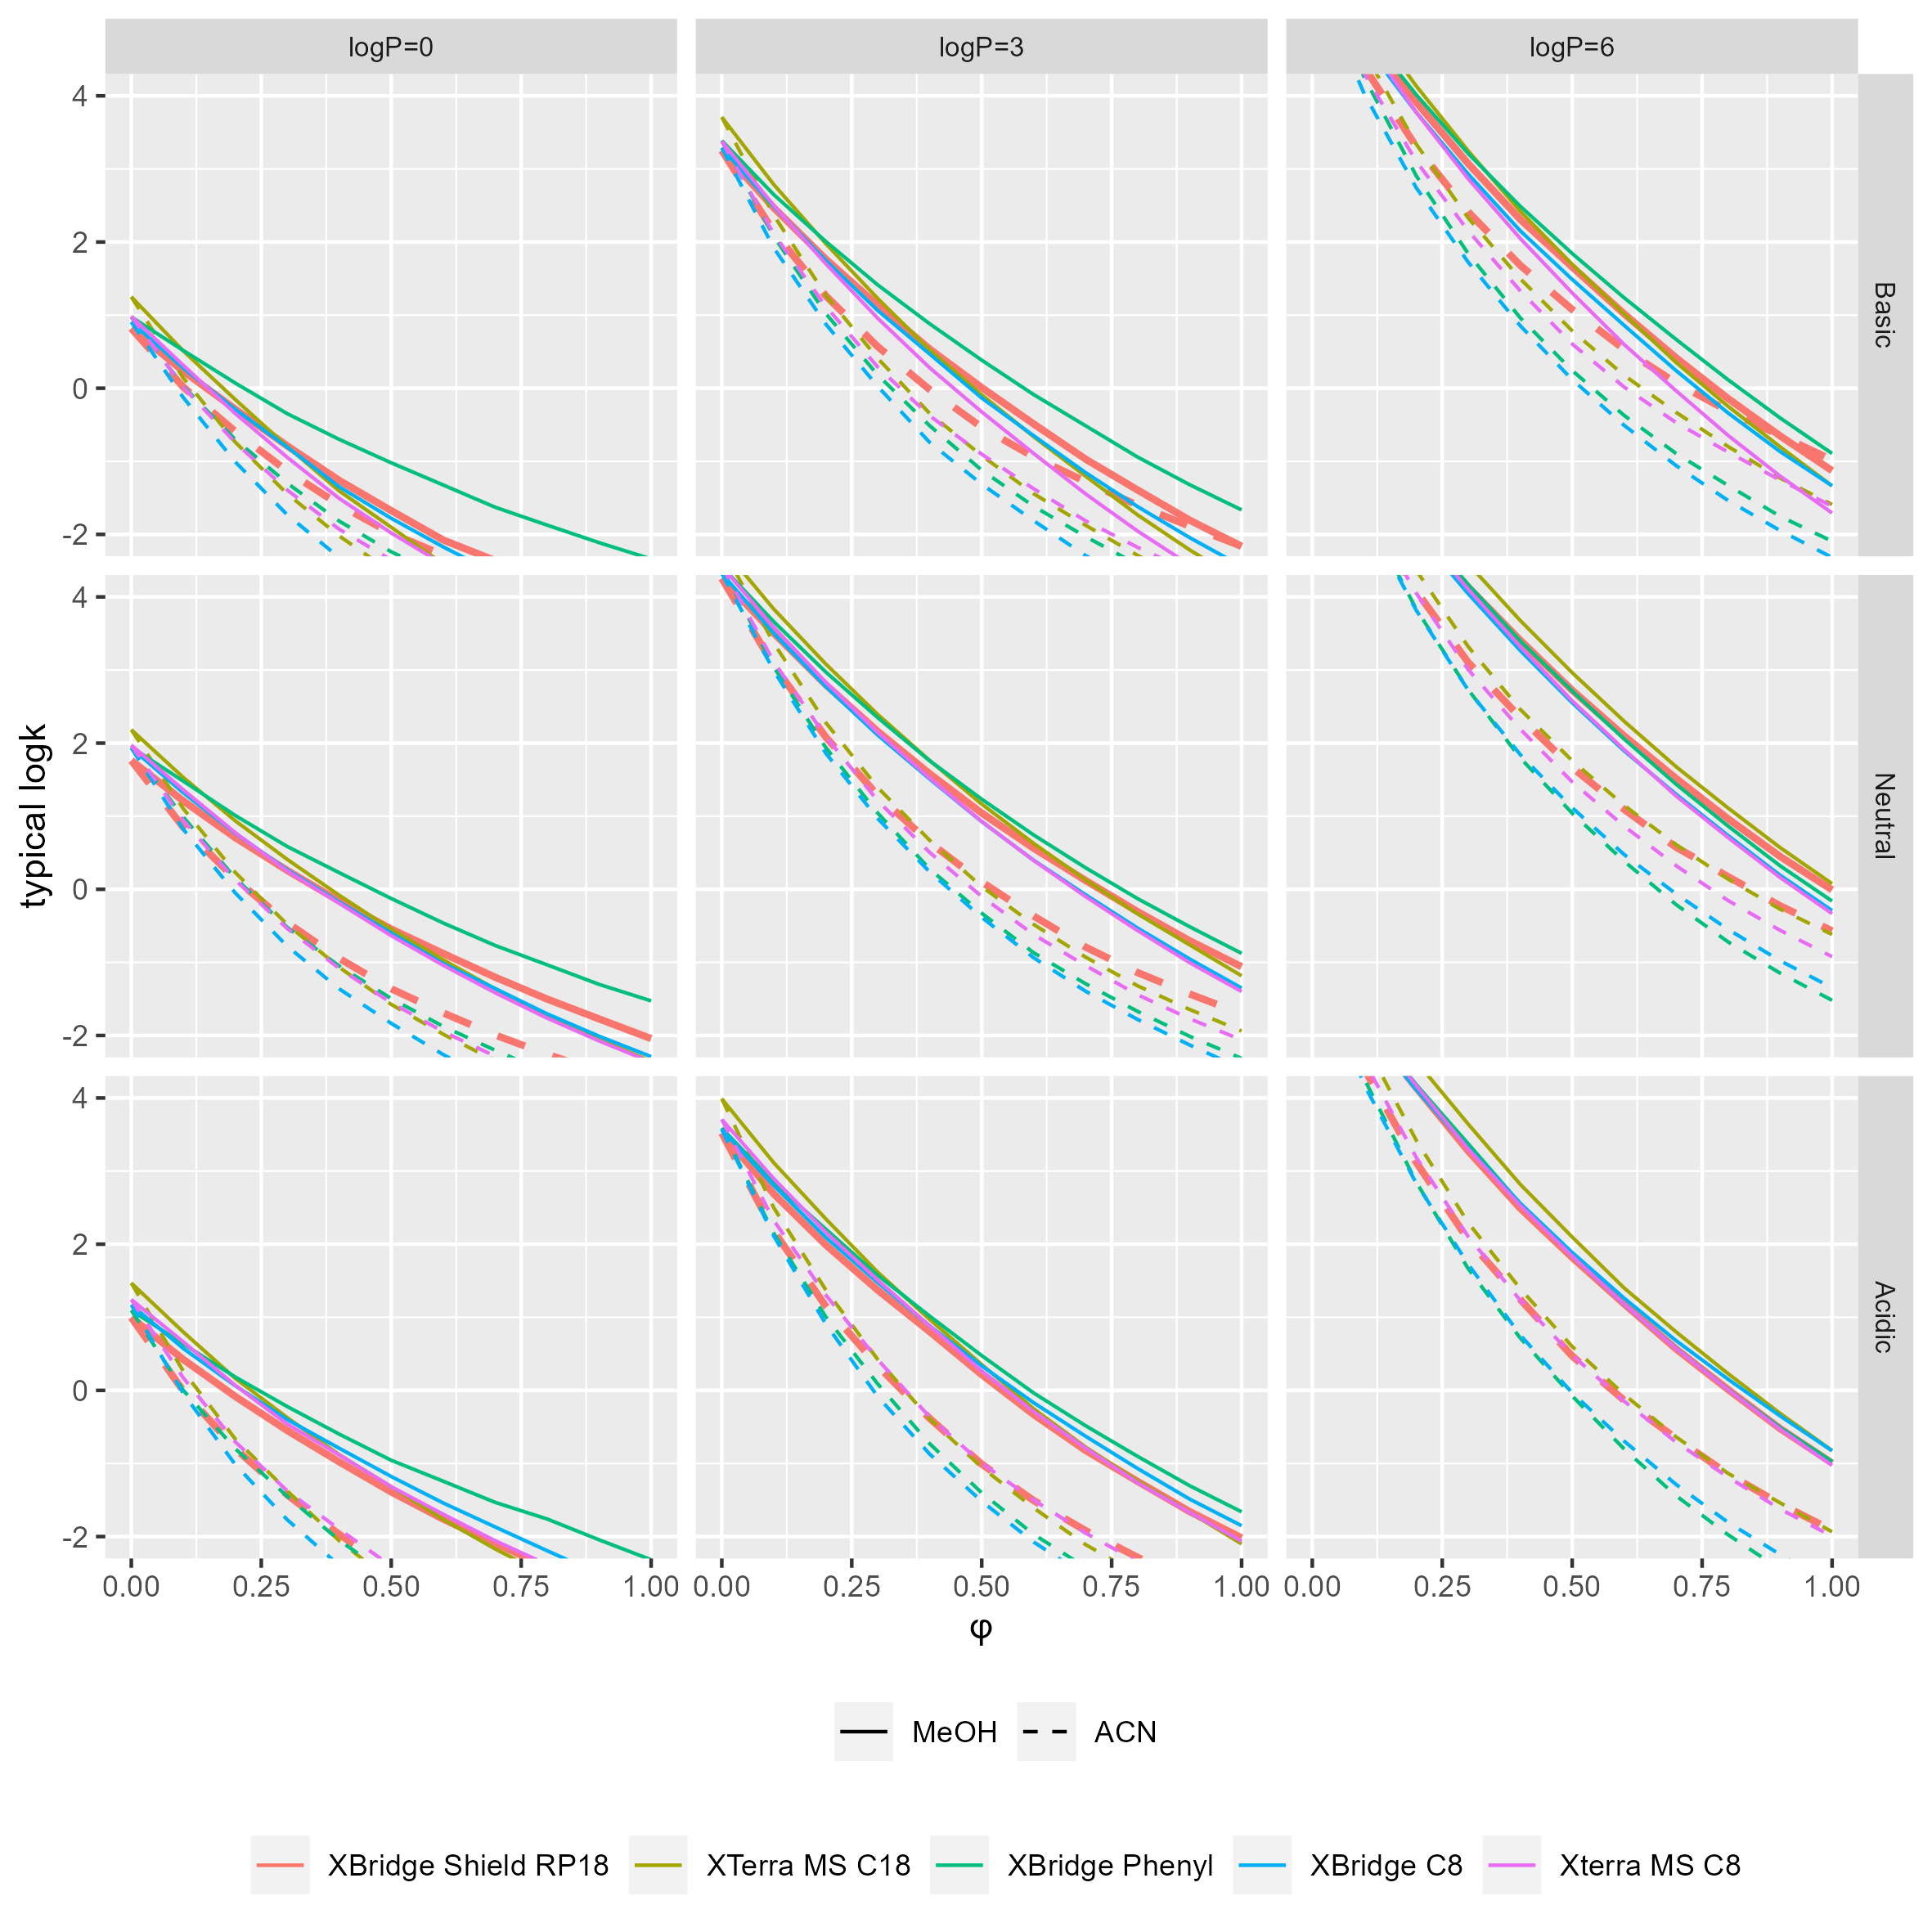 logP=0 logP=3 logP=6
4
2
0
-2
Basic
typical logk
4
2
0
-2
Neutral
4
2
0
-2
Acidic
0.00 0.25 0.50 0.75 1.00 0.00 0.25 0.50 0.75 1.00 0.00 0.25 0.50 0.75 1.00
φ
MeOH ACN
XBridge Shield RP18 XTerra MS C18 XBridge Phenyl XBridge C8 Xterra MS C8